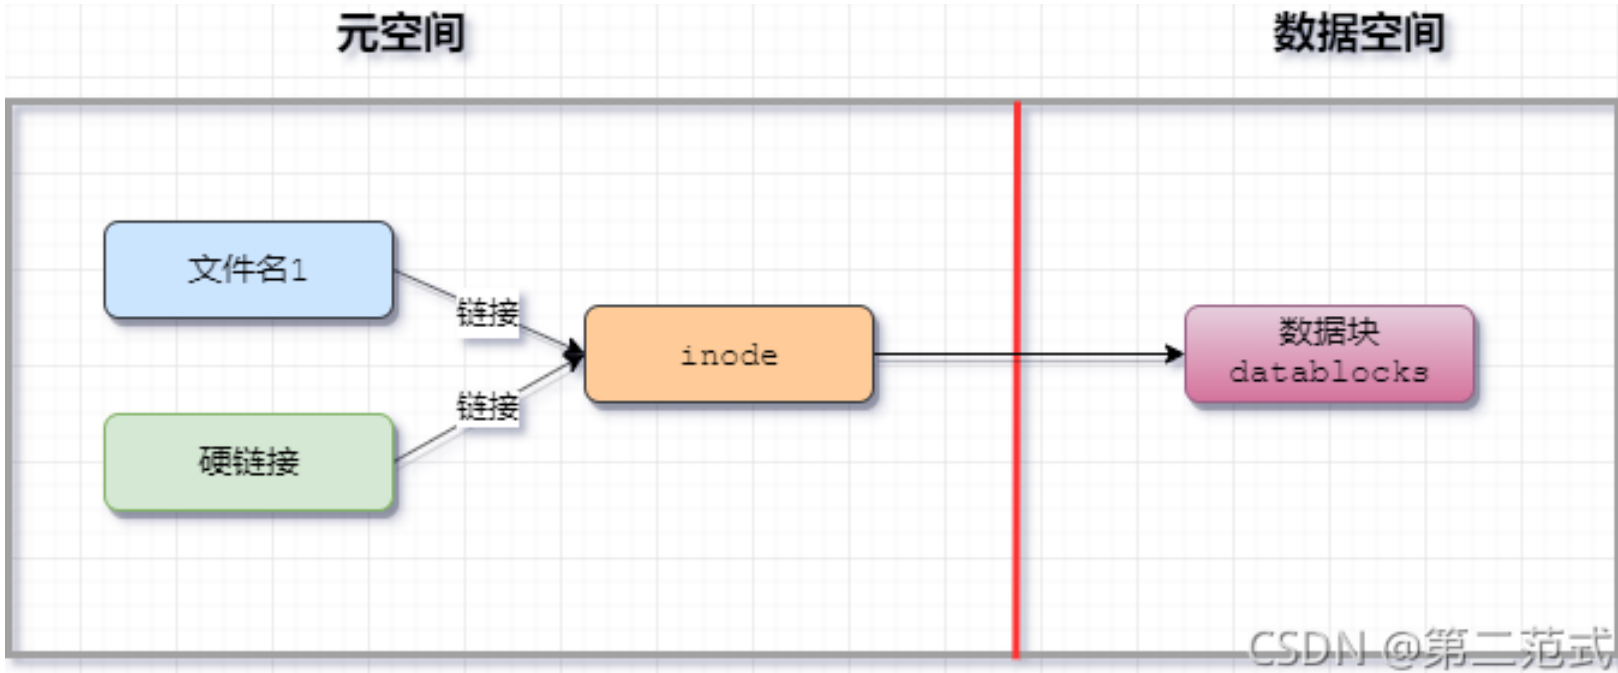 元空间
数据空间
文件名1
链接
inode
数据块
datablocks
链接
硬链接
CSDN @第二范式